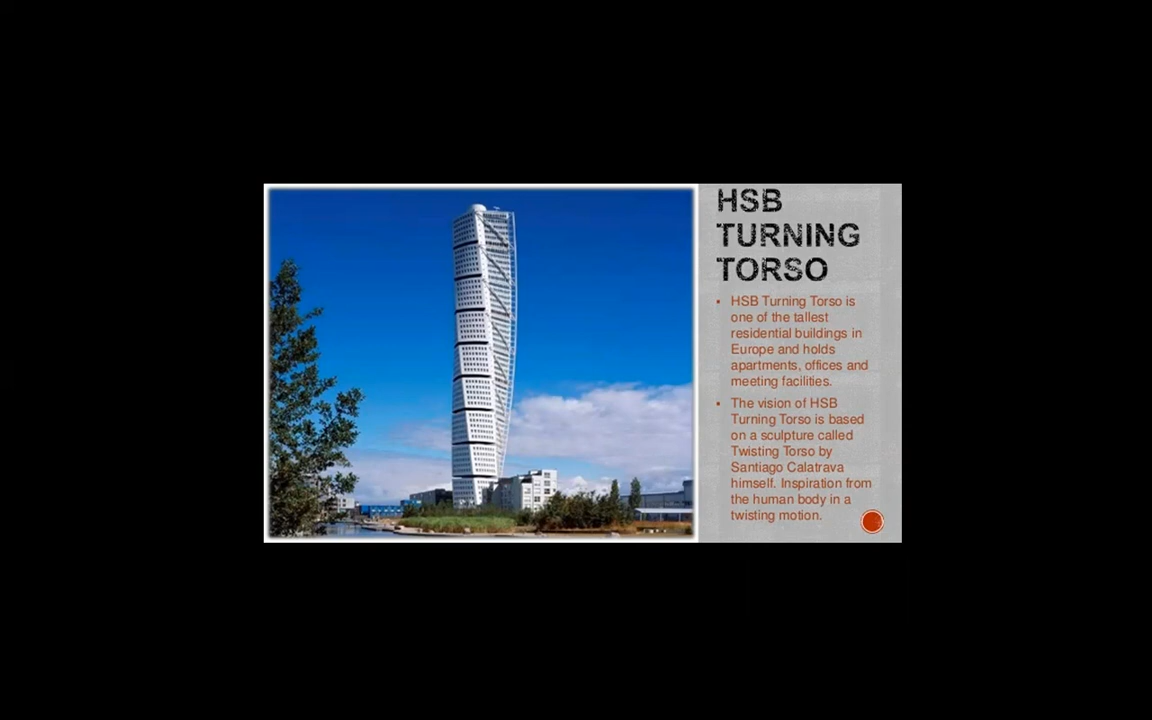 HSB
TURNING
TORSO
▪ HSB Turning Torso is
one of the tallest
residential buildings in
Europe and holds
apartments, offices and
meeting facilities.
▪ The vision of HSB
Turning Torso is based
on a sculpture called
Twisting Torso by
Santiago Calatrava
himself. Inspiration from
the human body in a
twisting motion.